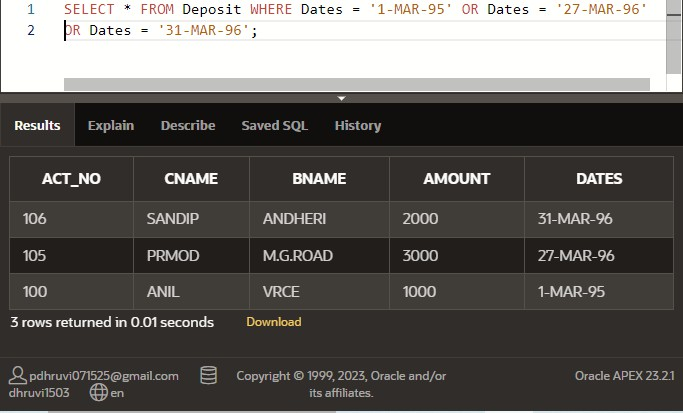 1 SELECT * FROM Deposit WHERE Dates = '1-MAR-95' OR Dates = '27-MAR-96'
2 OR Dates = '31-MAR-96';
Results Explain Describe Saved SQL History
ACT_NO CNAME BNAME AMOUNT DATES
106 SANDIP ANDHERI 2000 31-MAR-96
105 PRMOD M.G.ROAD 3000 27-MAR-96
100 ANIL VRCE 1000 1-MAR-95
3 rows returned in 0.01 seconds Download
pdhruvi071525@gmail.com Copyright © 1999, 2023, Oracle and/or Oracle APEX 23.2.1
dhruvi1503 en its affiliates.